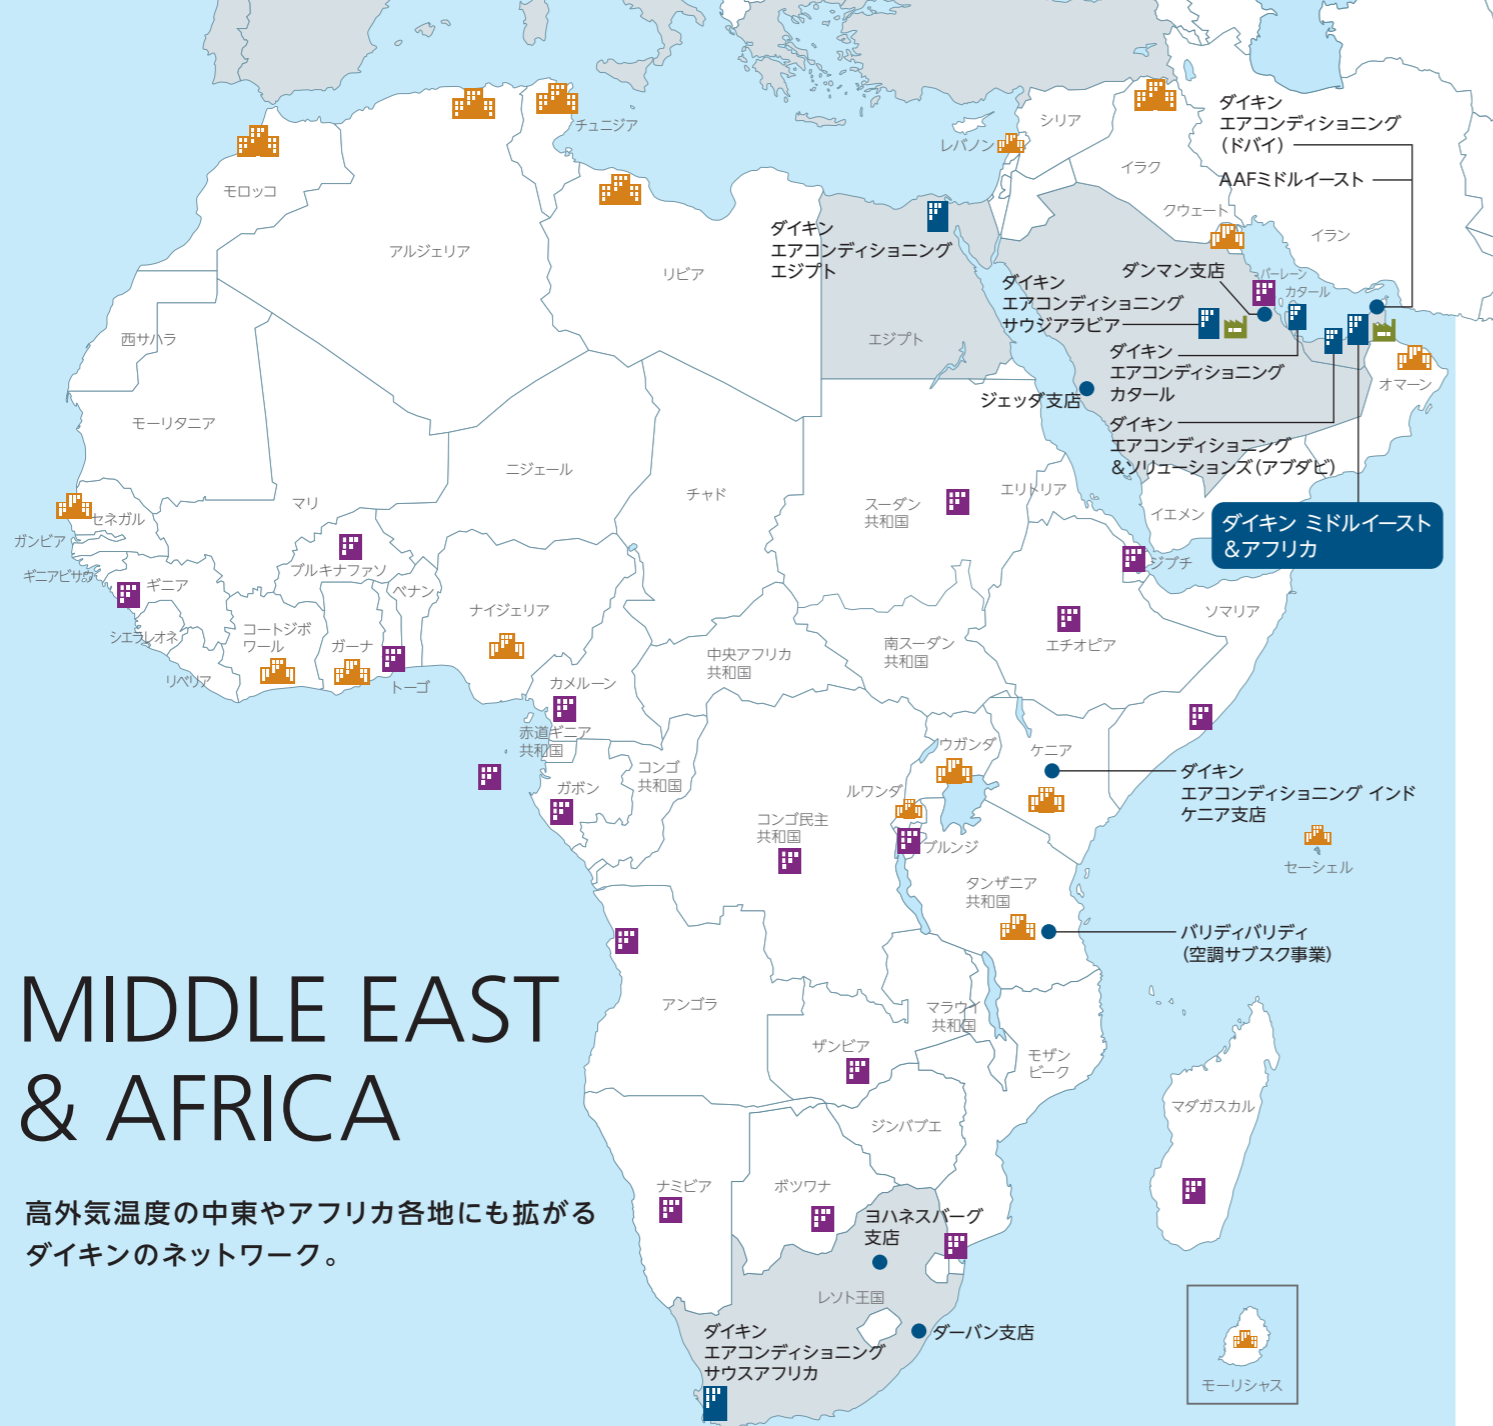 ダイキン
エアコンディショニング
(ドバイ)
AAFミドルイースト
シリア
レバノン
イラク
クウェート
イラン
チュニジア
モロッコ
アルジェリア
リビア
ダイキン
エアコンディショニング
エジプト
エジプト
ダンマン支店
バーレーン
カタール
ダイキン
エアコンディショニング
サウジアラビア
ダイキン
エアコンディショニング
カタール
オマーン
ジェッダ支店
ダイキン
エアコンディショニング
&ソリューションズ(アブダビ)
ダイキン ミドルイースト
&アフリカ
西サハラ
モーリタニア
マリ
ニジェール
チャド
スーダン
共和国
エリトリア
イエメン
ジブチ
セネガル
ガンビア
ギニアビサウ
ギニア
ブルキナファソ
ベナン
ナイジェリア
シエラレオネ
コートジボ
ワール
ガーナ
リベリア
トーゴ
カメルーン
中央アフリカ
共和国
南スーダン
共和国
エチオピア
ソマリア
赤道ギニア
共和国
ガボン
コンゴ
共和国
コンゴ民主
共和国
ウガンダ
ルワンダ
ブルンジ
ケニア
ダイキン
エアコンディショニング インド
ケニア支店
セーシェル
タンザニア
共和国
バリディバリディ
(空調サブスク事業)
アンゴラ
ザンビア
マラウイ
共和国
モザン
ビーク
マダガスカル
ジンバブエ
ナミビア
ボツワナ
ヨハネスバーグ
支店
レソト王国
ダーバン支店
ダイキン
エアコンディショニング
サウスアフリカ
モーリシャス
MIDDLE EAST
& AFRICA
高外気温度の中東やアフリカ各地にも拡がる
ダイキンのネットワーク。